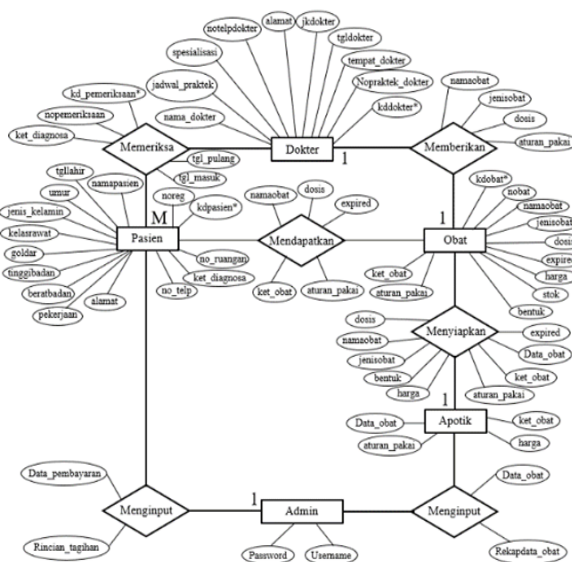 alamat
jkdokter
notelpdokter
tgldokter
spesialisasi
tempat_dokter
jadwal_praktek
Nopraktek_dokter
nama_dokter
kddokter*
kd_pemeriksaan*
nopemeriksaan
ket_diagnosa
Memeriksa
Dokter
1
Memberikan
namaobat
jenisobat
dosis
aturan_pakai
tgl_pulang
tgl_masuk
tgllahir
namapasien
umur
jenis_kelamin
kelasrawat
goldar
tinggibadan
beratbadan
pekerjaan
alamat
noreg
kdpasien*
M
Pasien
no_ruangan
ket_diagnosa
no_telp
namaobat
dosis
expired
Mendapatkan
ket_obat
aturan_pakai
1
Obat
kdobat*
nobat
namaobat
jenisobat
dosis
expired
harga
stok
bentuk
ket_obat
aturan_pakai
dosis
namaobat
jenisobat
bentuk
harga
Menyiapkan
expired
Data_obat
ket_obat
aturan_pakai
1
Data_obat
aturan_pakai
Apotik
ket_obat
harga
Data_pembayaran
Menginput
Rincian_tagihan
1
Admin
Password
Username
Menginput
Data_obat
Rekapdata_obat